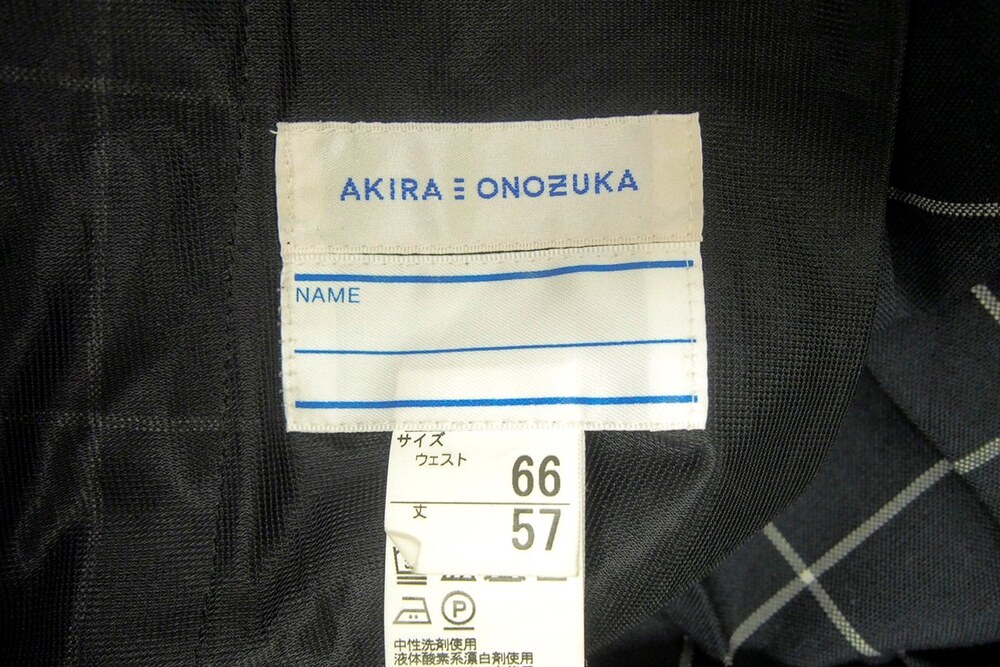 AKIRA ONOZUKA
NAME
サイズ
ウェスト 66
丈 57
P
中性洗剤使用
液体酸素系漂白剤使用